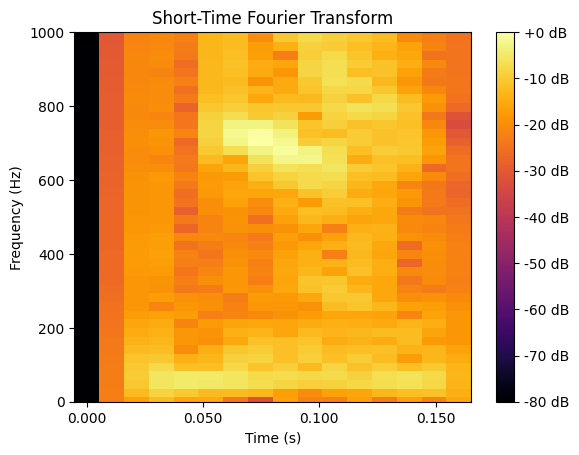 Short-Time Fourier Transform
1000
800
600
400
200
0
Frequency (Hz)
0.000
0.050
0.100
0.150
Time (s)
+0 dB
-10 dB
-20 dB
-30 dB
-40 dB
-50 dB
-60 dB
-70 dB
-80 dB